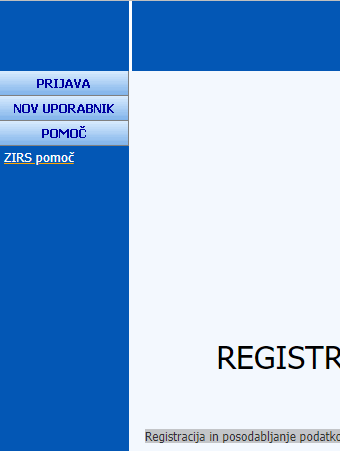 PRIJAVA
NOV UPORABNIK
POMOČ
ZIRS pomoč
REGISTR
Registracija in posodabljanje podatko